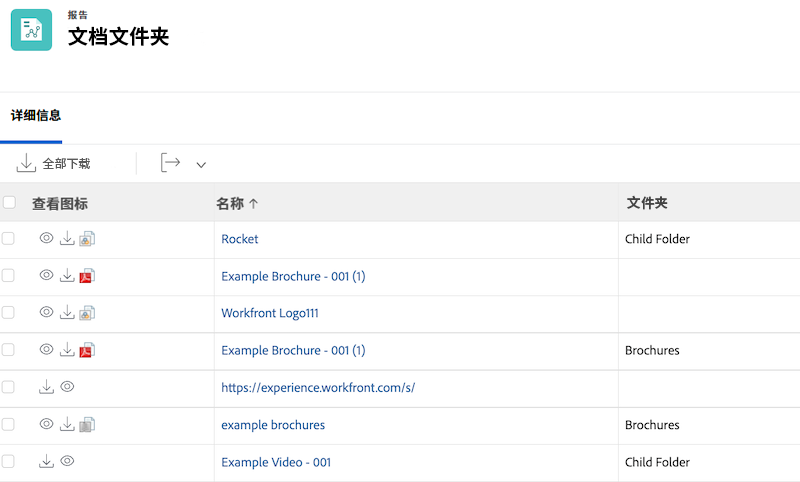 报告
文档文件夹
详细信息
全部下载
查看图标 名称 文件夹
Rocket Child Folder
Example Brochure - 001 (1)
Workfront Logo111
Example Brochure - 001 (1) Brochures
https://experience.workfront.com/s/
example brochures Brochures
Example Video - 001 Child Folder